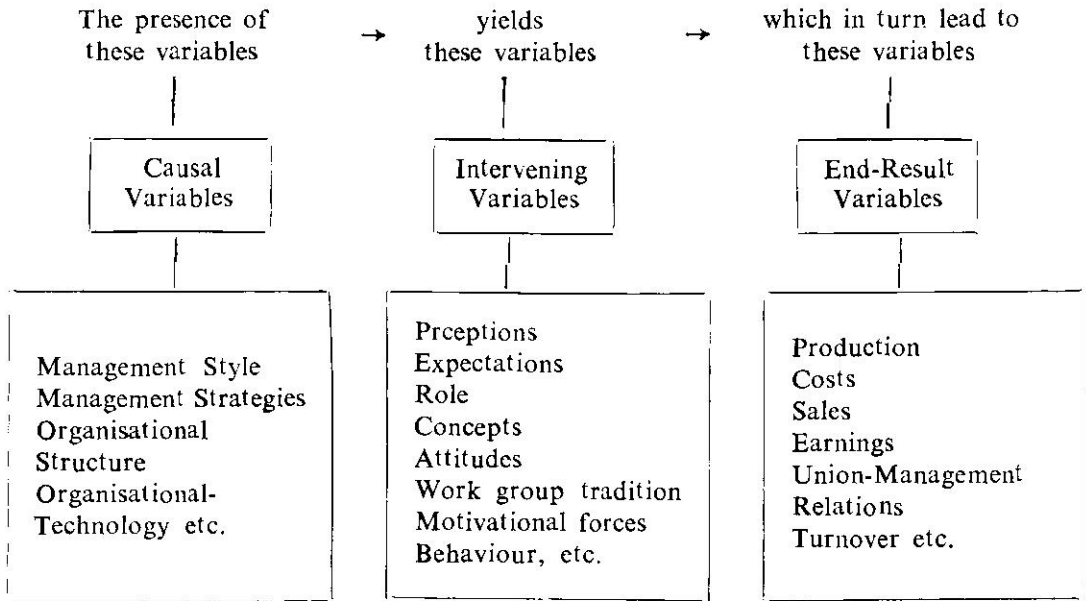 The presence of
these variables
→
yields
these variables
→
which in turn lead to
these variables
Causal
Variables
Intervening
Variables
End-Result
Variables
Management Style
Management Strategies
Organisational
Structure
Organisational-
Technology etc.
Prceptions
Expectations
Role
Concepts
Attitudes
Work group tradition
Motivational forces
Behaviour, etc.
Production
Costs
Sales
Earnings
Union-Management
Relations
Turnover etc.